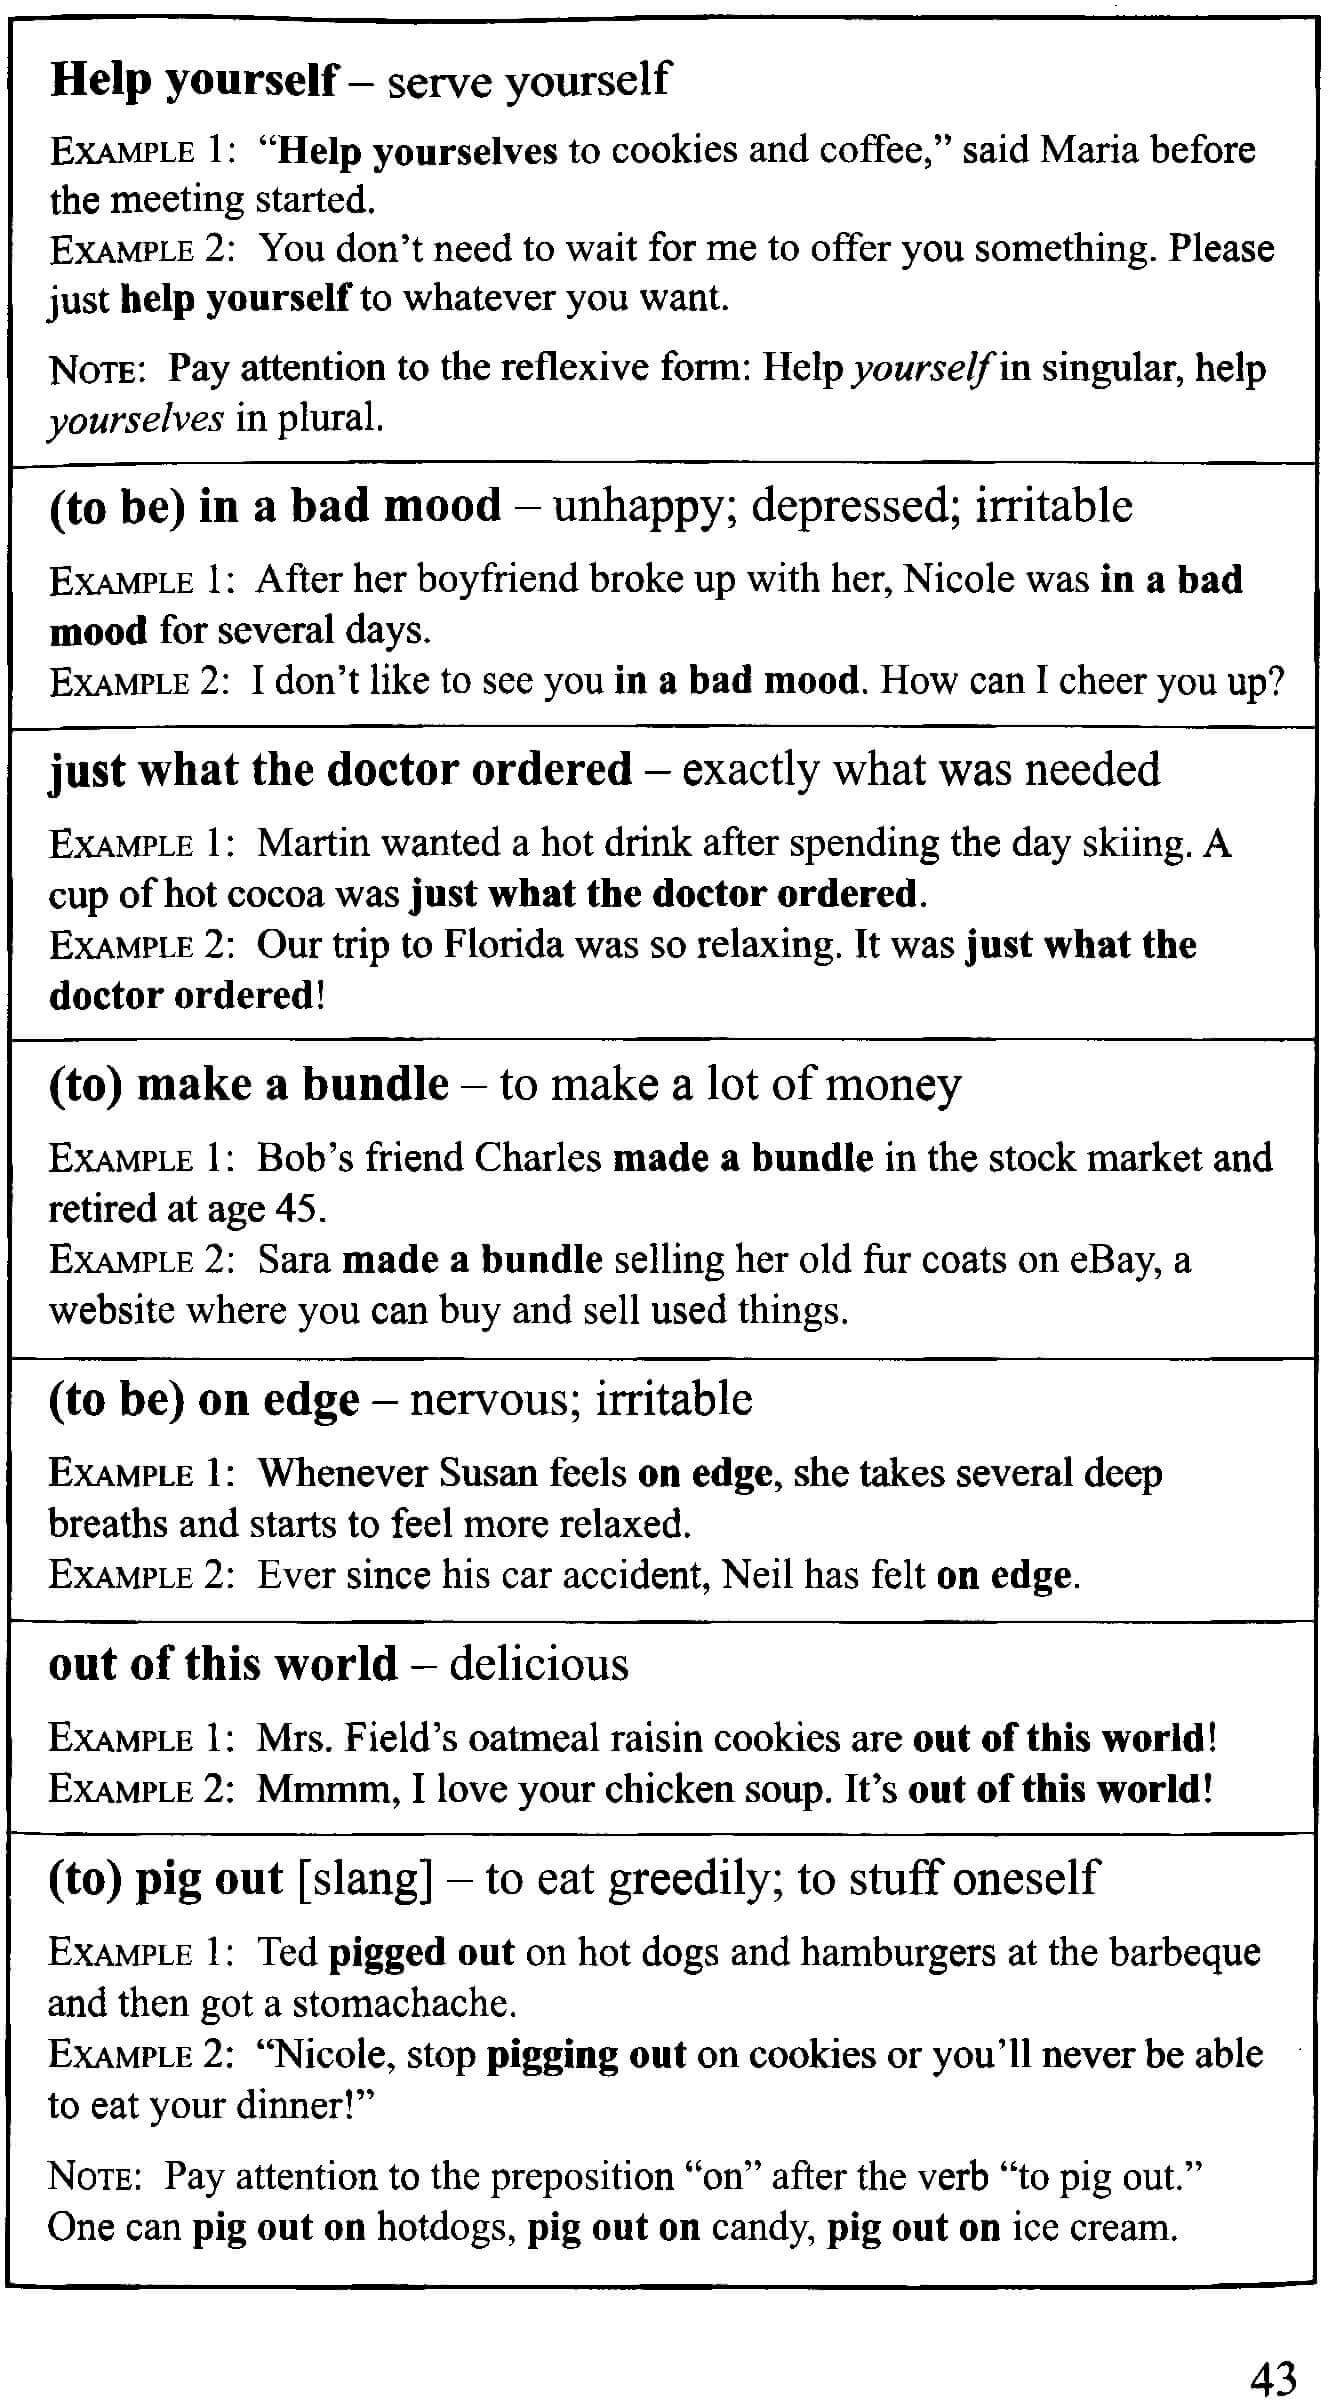 Help yourself – serve yourself
EXAMPLE 1: “Help yourselves to cookies and coffee,” said Maria before
the meeting started.
EXAMPLE 2: You don’t need to wait for me to offer you something. Please
just help yourself to whatever you want.
NOTE: Pay attention to the reflexive form: Help yourself in singular, help
yourselves in plural.
(to be) in a bad mood – unhappy; depressed; irritable
EXAMPLE 1: After her boyfriend broke up with her, Nicole was in a bad
mood for several days.
EXAMPLE 2: I don’t like to see you in a bad mood. How can I cheer you up?
just what the doctor ordered – exactly what was needed
EXAMPLE 1: Martin wanted a hot drink after spending the day skiing. A
cup of hot cocoa was just what the doctor ordered.
EXAMPLE 2: Our trip to Florida was so relaxing. It was just what the
doctor ordered!
(to) make a bundle – to make a lot of money
EXAMPLE 1: Bob’s friend Charles made a bundle in the stock market and
retired at age 45.
EXAMPLE 2: Sara made a bundle selling her old fur coats on eBay, a
website where you can buy and sell used things.
(to be) on edge – nervous; irritable
EXAMPLE 1: Whenever Susan feels on edge, she takes several deep
breaths and starts to feel more relaxed.
EXAMPLE 2: Ever since his car accident, Neil has felt on edge.
out of this world – delicious
EXAMPLE 1: Mrs. Field’s oatmeal raisin cookies are out of this world!
EXAMPLE 2: Mmmm, I love your chicken soup. It’s out of this world!
(to) pig out [slang] – to eat greedily; to stuff oneself
EXAMPLE 1: Ted pigged out on hot dogs and hamburgers at the barbeque
and then got a stomachache.
EXAMPLE 2: “Nicole, stop pigging out on cookies or you’ll never be able
to eat your dinner!”
NOTE: Pay attention to the preposition “on” after the verb “to pig out.”
One can pig out on hotdogs, pig out on candy, pig out on ice cream.
43